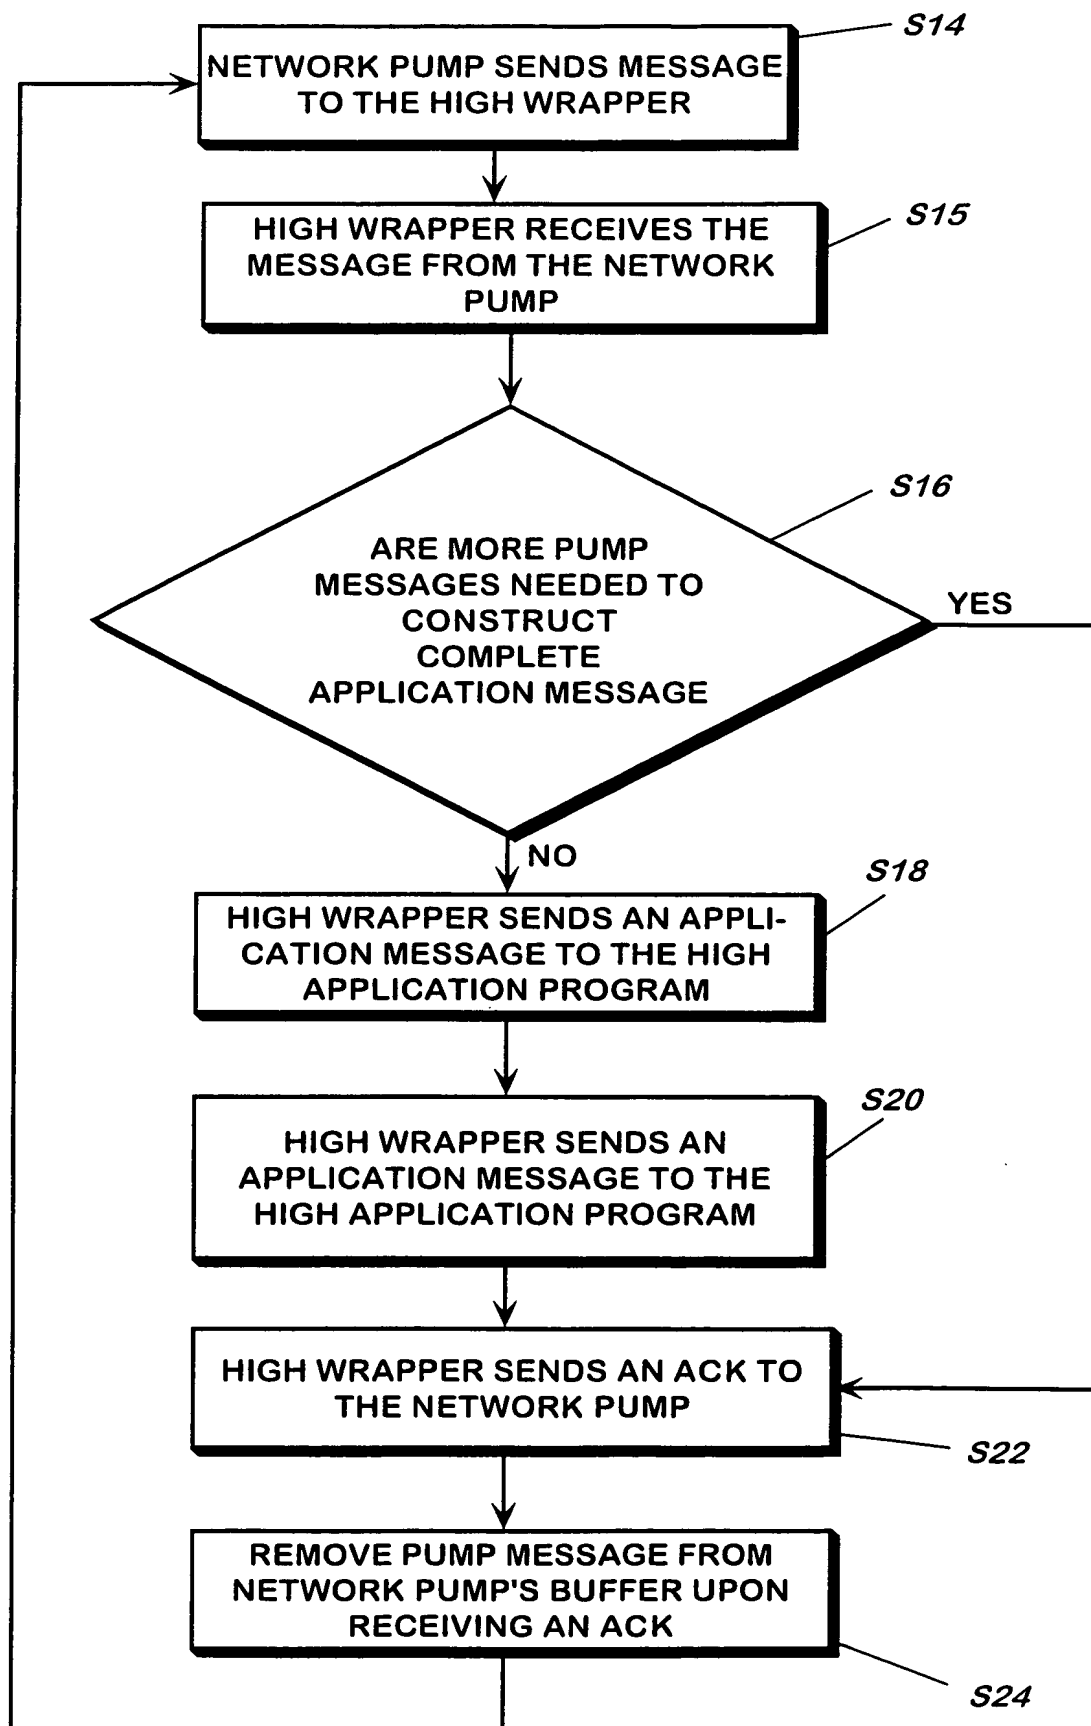 S14
NETWORK PUMP SENDS MESSAGE
TO THE HIGH WRAPPER
S15
HIGH WRAPPER RECEIVES THE
MESSAGE FROM THE NETWORK
PUMP
S16
ARE MORE PUMP
MESSAGES NEEDED TO
CONSTRUCT
COMPLETE
APPLICATION MESSAGE
YES
NO
S18
HIGH WRAPPER SENDS AN APPLI-
CATION MESSAGE TO THE HIGH
APPLICATION PROGRAM
S20
HIGH WRAPPER SENDS AN
APPLICATION MESSAGE TO THE
HIGH APPLICATION PROGRAM
HIGH WRAPPER SENDS AN ACK TO
THE NETWORK PUMP
S22
REMOVE PUMP MESSAGE FROM
NETWORK PUMP'S BUFFER UPON
RECEIVING AN ACK
S24